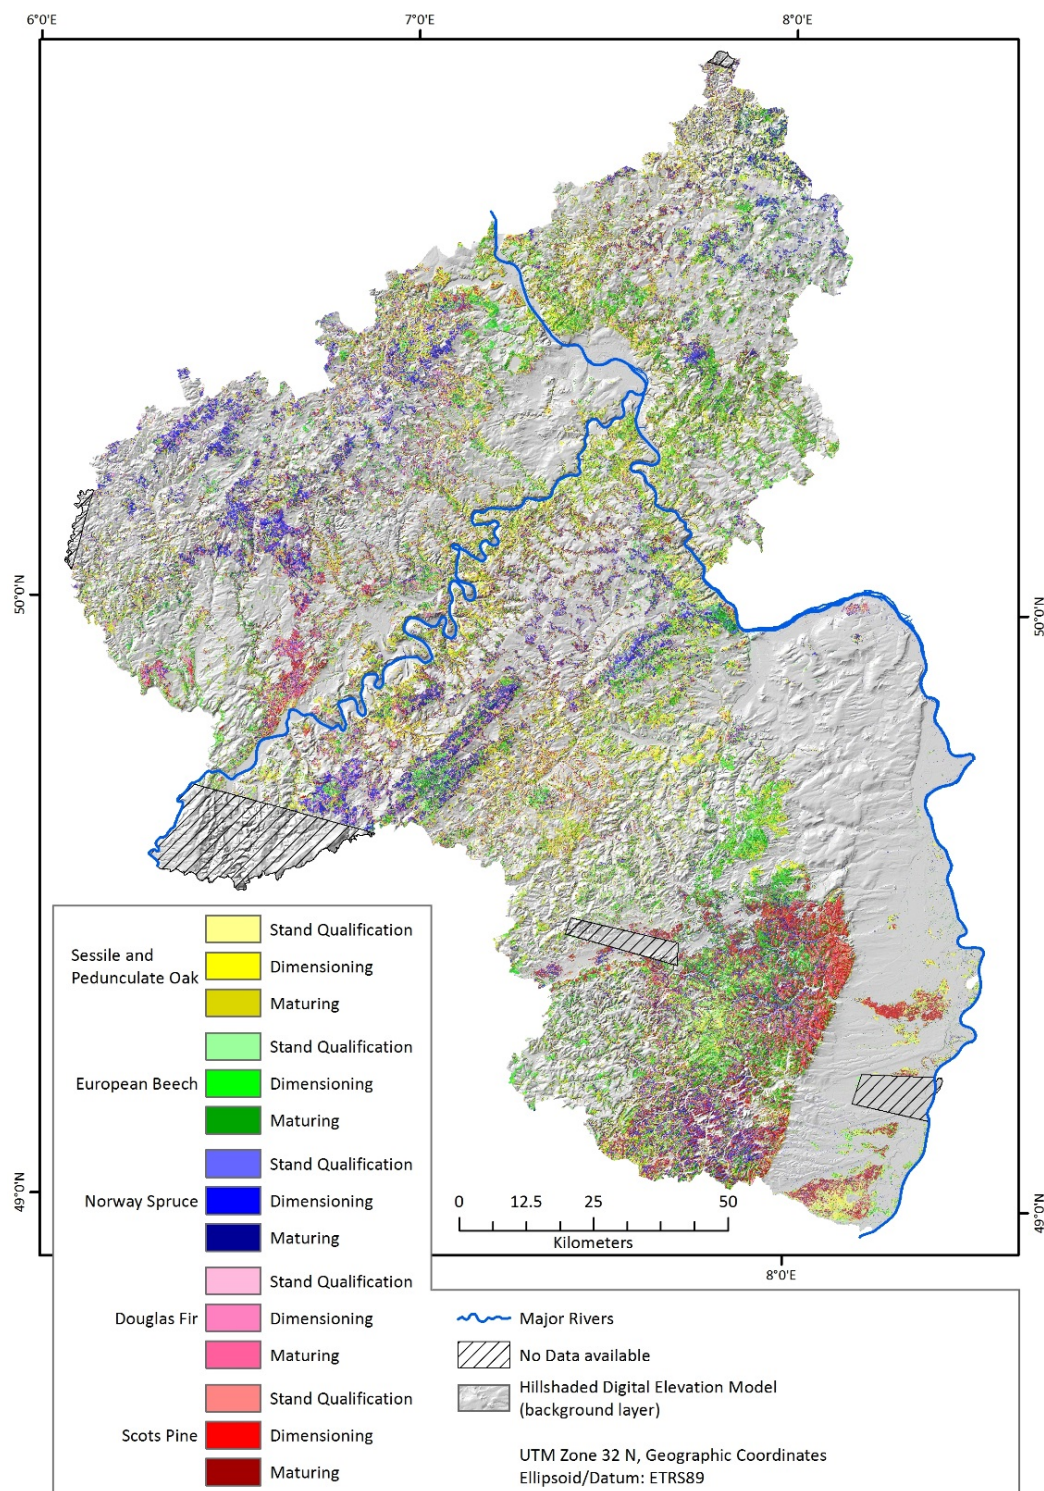 6°0'E
7°0'E
8°0'E
50°0'N
50°0'N
49°0'N
49°0'N
8°0'E
0
12.5
25
50
Kilometers
Sessile and
Pedunculate Oak
Stand Qualification
Dimensioning
Maturing
European Beech
Stand Qualification
Dimensioning
Maturing
Norway Spruce
Stand Qualification
Dimensioning
Maturing
Douglas Fir
Stand Qualification
Dimensioning
Maturing
Scots Pine
Stand Qualification
Dimensioning
Maturing
Major Rivers
No Data available
Hillshaded Digital Elevation Model
(background layer)
UTM Zone 32 N, Geographic Coordinates
Ellipsoid/Datum: ETRS89